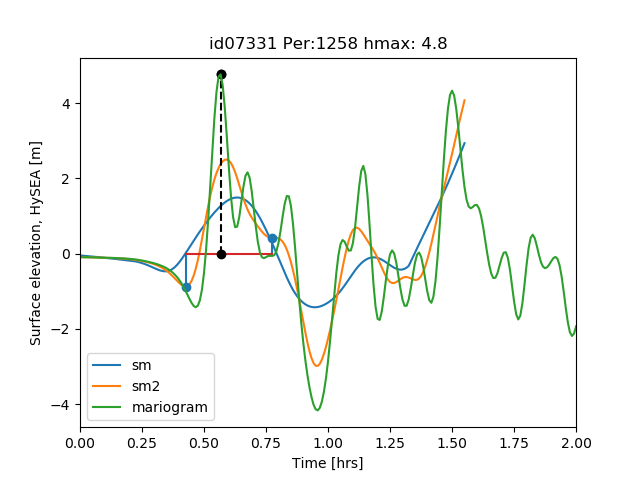 id07331 Per:1258 hmax: 4.8
Surface elevation, HySEA [m]
4
2
0
−2
−4
sm
sm2
mariogram
0.00 0.25 0.50 0.75 1.00 1.25 1.50 1.75 2.00
Time [hrs]